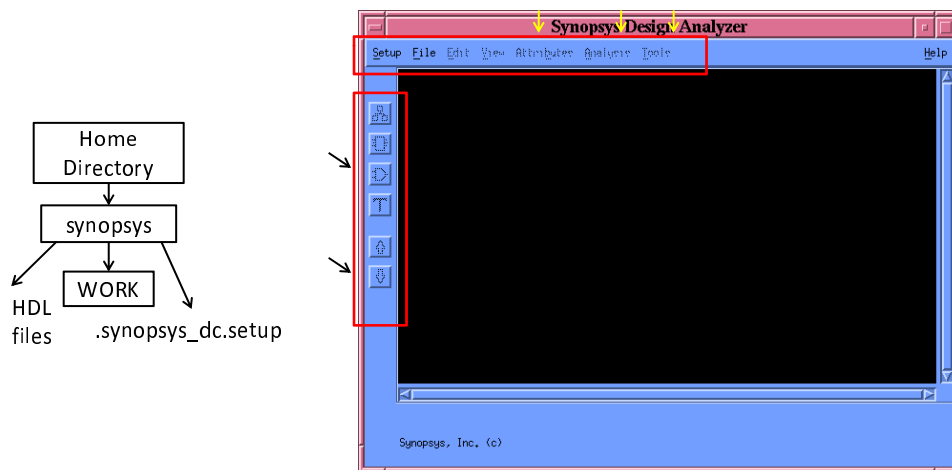 Home
Directory
synopsys
WORK
HDL
files
.synopsys_dc.setup
Synopsys Design Analyzer
Setup File Edit View Attributes Analysis Tools Help
Synopsys, Inc. (c)